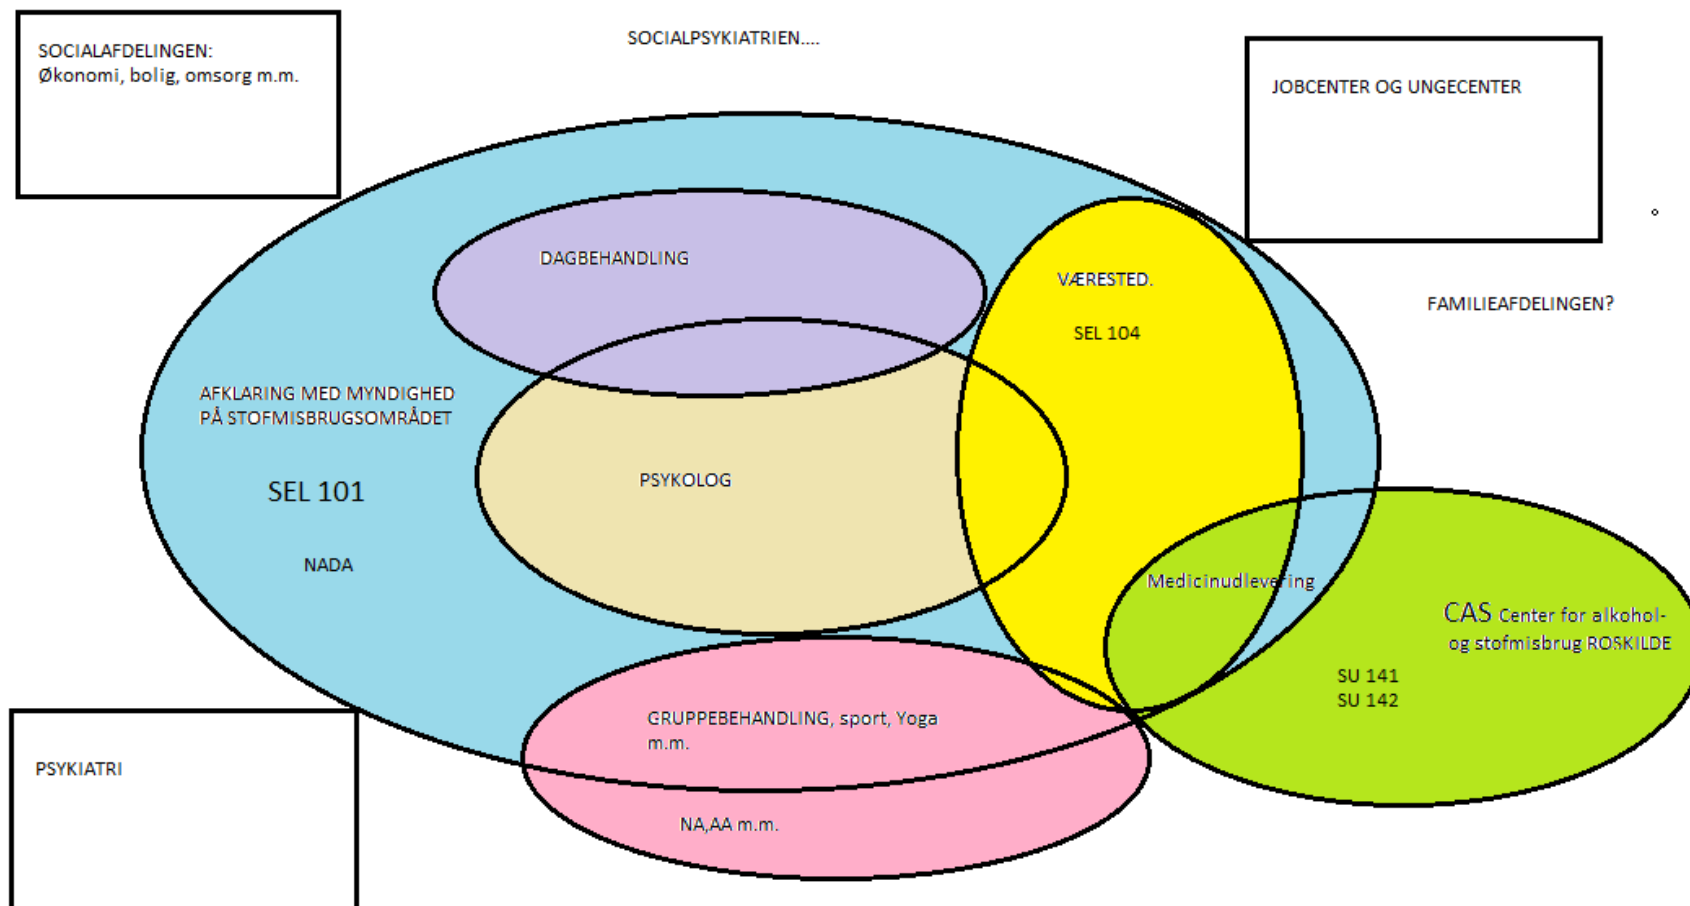 SOCIALAFDELINGEN:
Økonomi, bolig, omsorg m.m.
SOCIALPSYKIATRIEN....
JOBCENTER OG UNGECENTER
DAGBEHANDLING
VÆRESTED.
SEL 104
FAMILIEAFDELINGEN?
AFKLARING MED MYNDIGHED
PÅ STOFMISBRUGSOMRÅDET
SEL 101
NADA
PSYKOLOG
Medicinudlevering
CAS Center for alkohol-
og stofmisbrug ROSKILDE
SU 141
SU 142
GRUPPEBEHANDLING, sport, Yoga
m.m.
NA,AA m.m.
PSYKIATRI